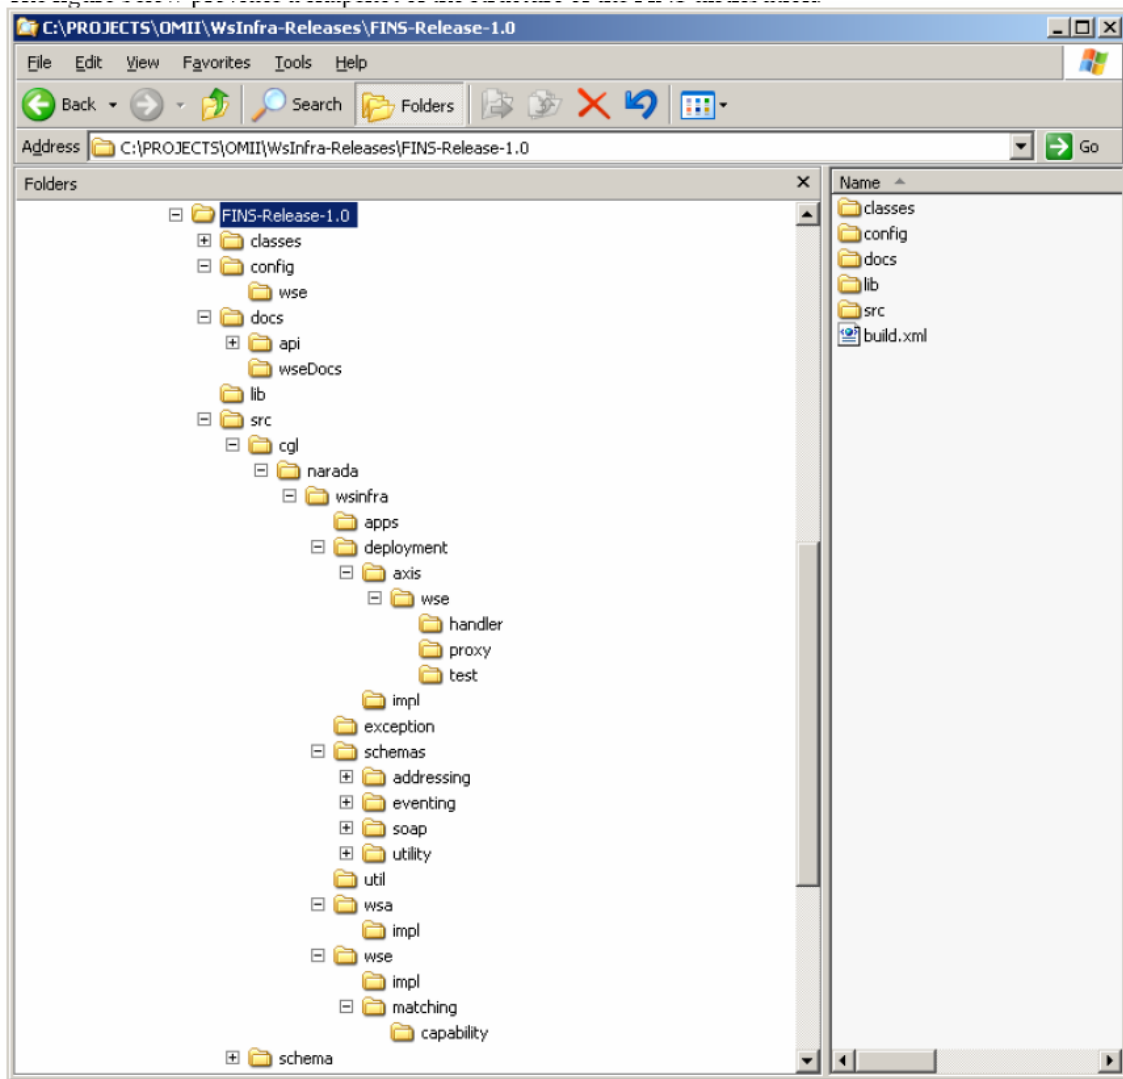 C:\PROJECTS\OMII\WsInfra-Releases\FINS-Release-1.0
File Edit View Favorites Tools Help
Back Search Folders
Address C:\PROJECTS\OMII\WsInfra-Releases\FINS-Release-1.0 Go
Folders
FINS-Release-1.0
classes
config
wse
docs
api
wseDocs
lib
src
cgl
narada
wsinfra
apps
deployment
axis
wse
handler
proxy
test
impl
exception
schemas
addressing
eventing
soap
utility
util
wsa
impl
wse
impl
matching
capability
schema
Name
classes
config
docs
lib
src
build.xml